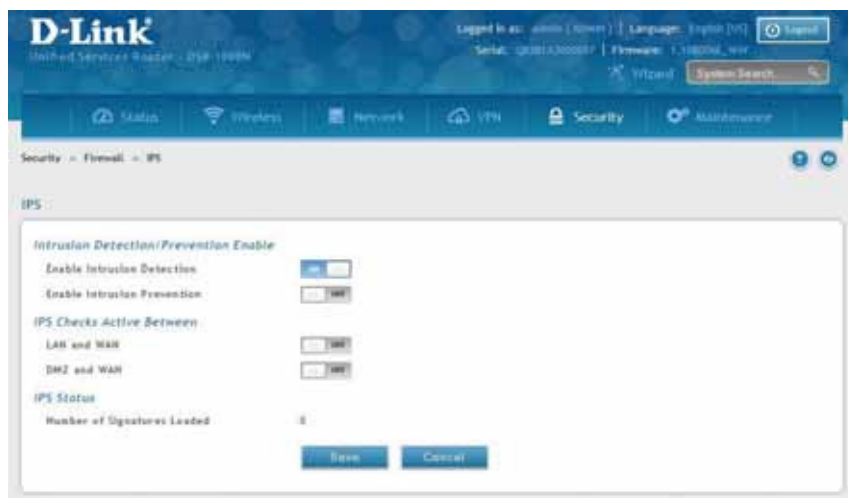 D-Link
Logged in as: admin ( ) | Language: English [US]
Logout
Unified Services Router - DSR-1000N
Serial: | Firmware:
Wizard
System Search...
Status
Wireless
Network
VPN
Security
Maintenance
Security » Firewall » IPS
IPS
Intrusion Detection/Prevention Enable
Enable Intrusion Detection
ON
Enable Intrusion Prevention
OFF
IPS Checks Active Between
LAN and WAN
OFF
DMZ and WAN
OFF
IPS Status
Number of Signatures Loaded
Save
Cancel